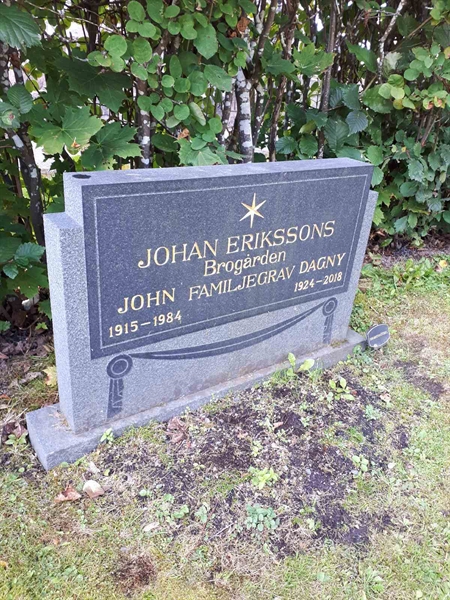 JOHAN ERIKSSONS
Brogården
JOHN FAMILJEGRAV DAGNY
1915-1984 1924-2018